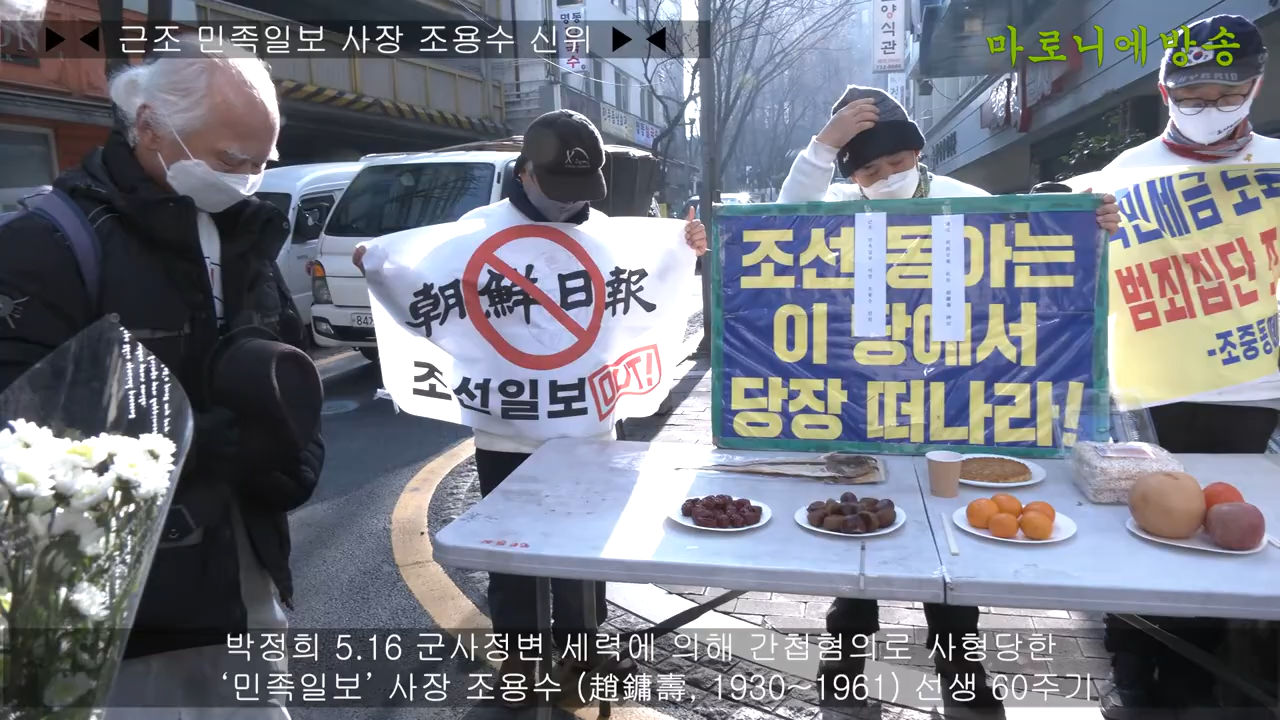 ▶◀ 근조 민족일보 사장 조용수 신위 ▶◀
마로니에방송
朝鮮日報
조선일보 OUT!
조선 동아는
이 땅에서
당장 떠나라!
범죄집단
-조중동
박정희 5.16 군사정변 세력에 의해 간첩혐의로 사형당한
‘민족일보’ 사장 조용수 (趙鏞壽, 1930~1961) 선생 60주기